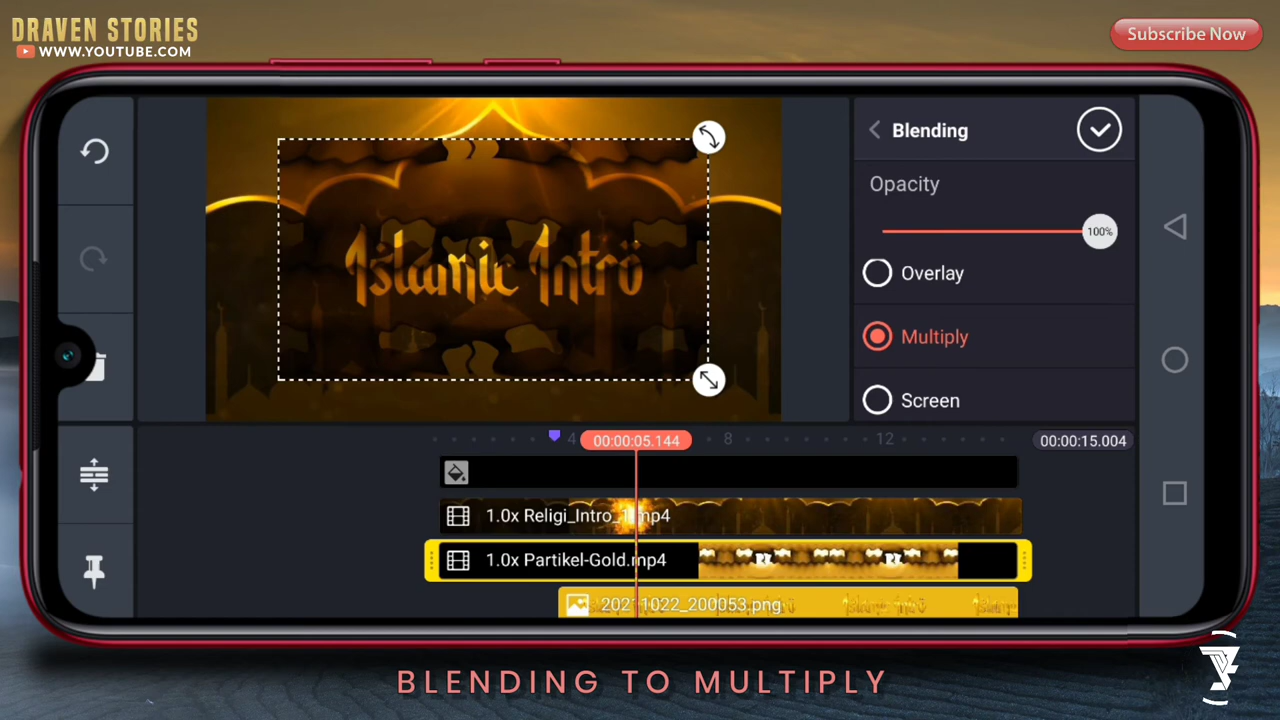 DRAVEN STORIES
WWW.YOUTUBE.COM
Subscribe Now
Islamic Intro
Blending
Opacity
100%
Overlay
Multiply
Screen
4
00:00:05.144
8
12
00:00:15.004
1.0x Religi_Intro_1.mp4
1.0x Partikel-Gold.mp4
20211022_200053.png
BLENDING TO MULTIPLY